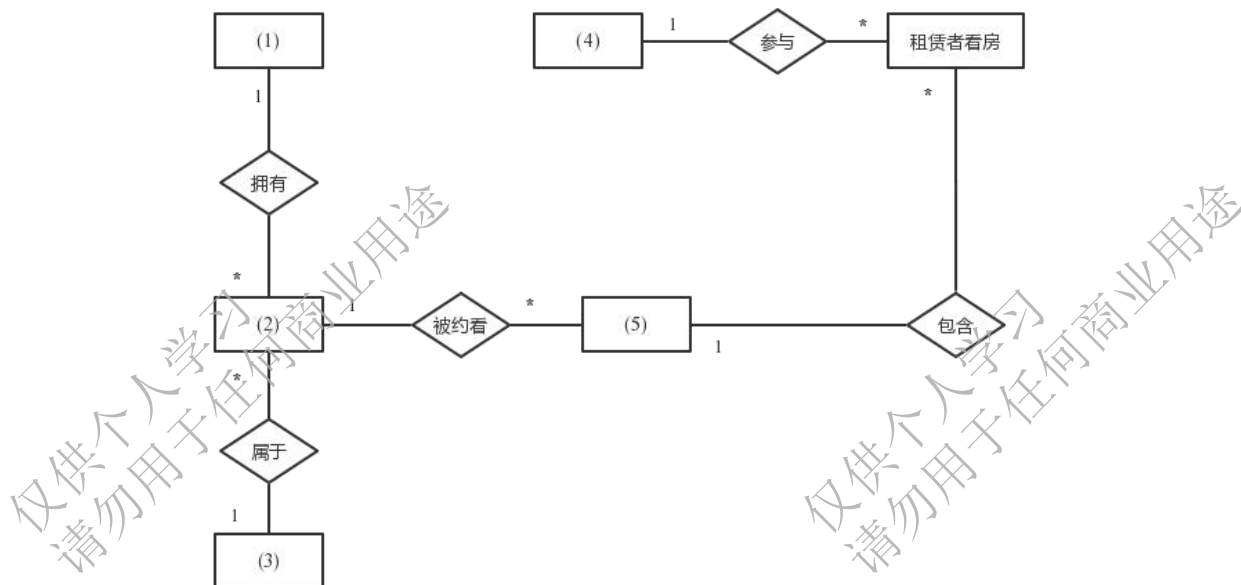 (1)
(4)
1
参与
*
租赁者看房
1
*
拥有
*
(2)
1
被约看
*
(5)
1
包含
*
属于
1
(3)
仅供个人学习
请勿用于任何商业用途
仅供个人学习
请勿用于任何商业用途